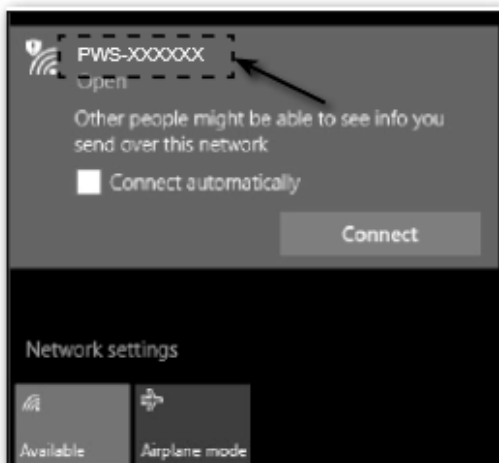 PWS-XXXXXX
Open
Other people might be able to see info you
send over this network
Connect automatically
Connect
Network settings
Available
Airplane mode